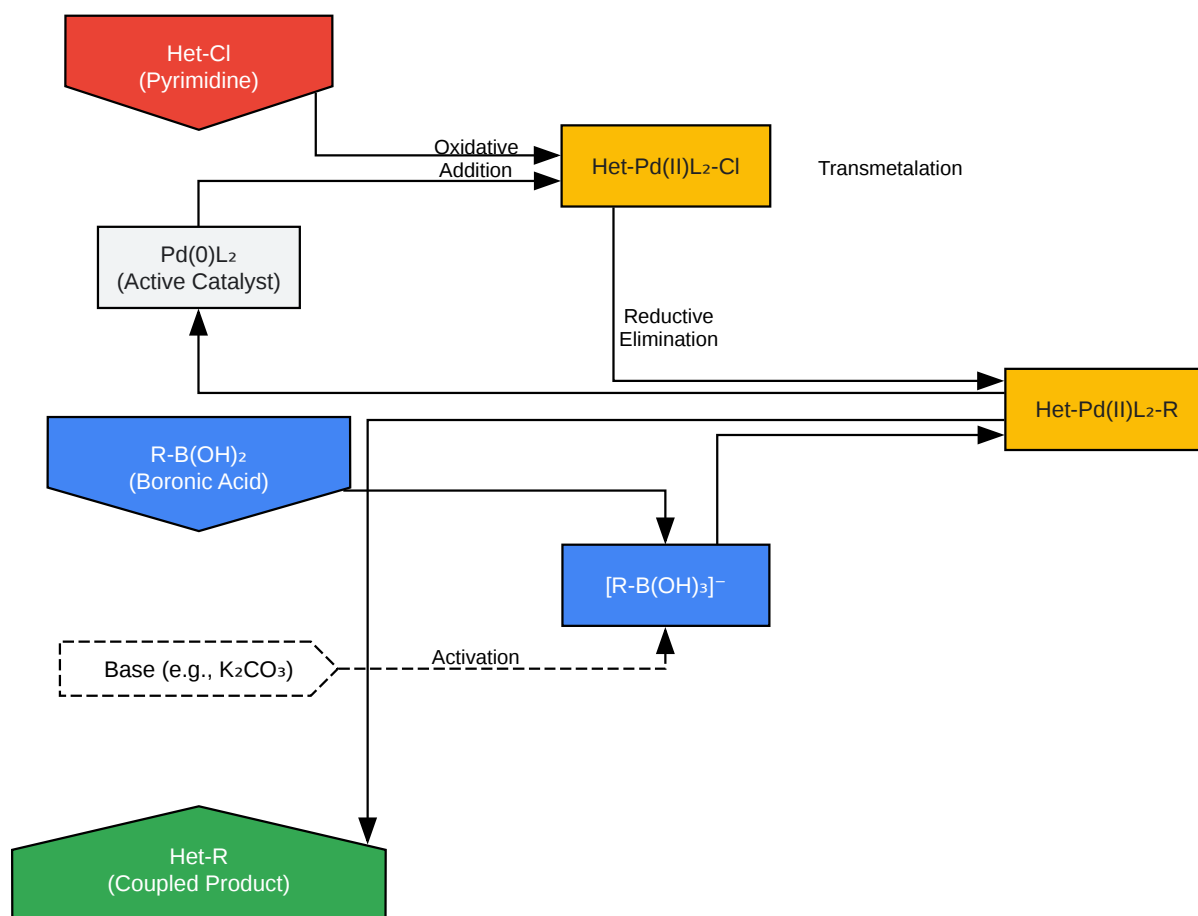 Het-Cl
(Pyrimidine)
Oxidative
Addition
Het-Pd(II)L₂-Cl
Transmetalation
Pd(0)L₂
(Active Catalyst)
Reductive
Elimination
Het-Pd(II)L₂-R
R-B(OH)₂
(Boronic Acid)
[R-B(OH)₃]⁻
Base (e.g., K₂CO₃)
Activation
Het-R
(Coupled Product)